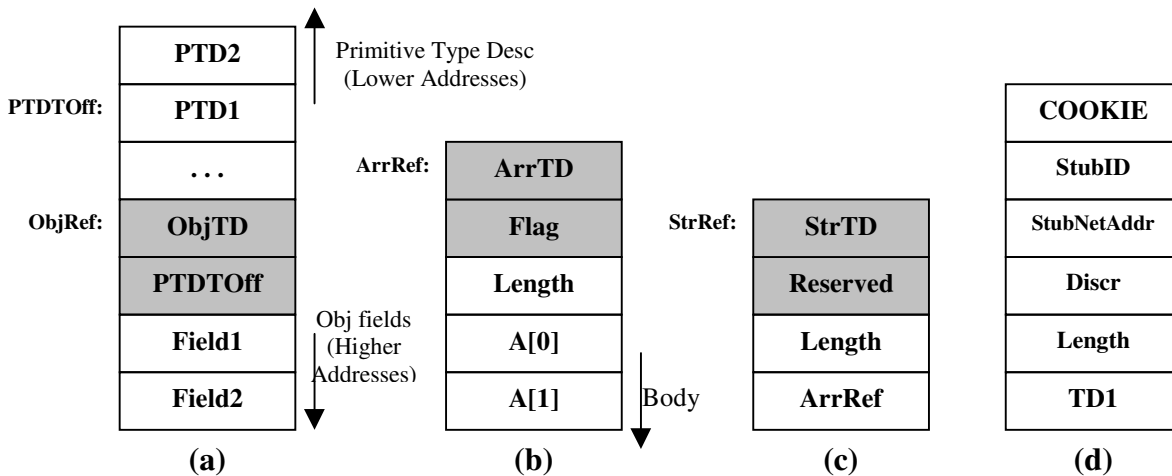 PTD2
Primitive Type Desc
(Lower Addresses)
PTDTOff:
PTD1
. . .
ObjRef:
ObjTD
PTDTOff
Field1
Field2
Obj fields
(Higher
Addresses)
(a)
ArrRef:
ArrTD
Flag
Length
A[0]
A[1]
Body
(b)
StrRef:
StrTD
Reserved
Length
ArrRef
(c)
COOKIE
StubID
StubNetAddr
Discr
Length
TD1
(d)